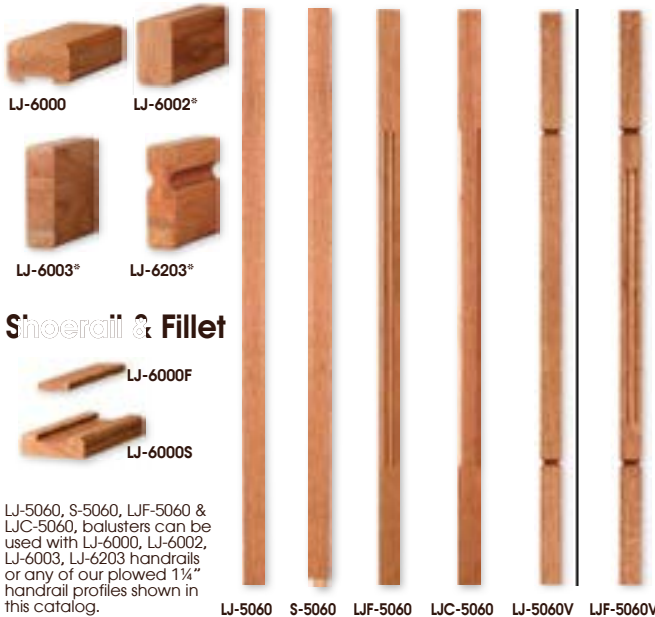 LJ-6000 LJ-6002*
LJ-6003* LJ-6203*
Shoerail & Fillet
LJ-6000F
LJ-6000S
LJ-5060, S-5060, LJF-5060 &
LJC-5060, balusters can be
used with LJ-6000, LJ-6002,
LJ-6003, LJ-6203 handrails
or any of our plowed 1¼”
handrail profiles shown in
this catalog.
LJ-5060 S-5060 LJF-5060 LJC-5060 LJ-5060V LJF-5060V